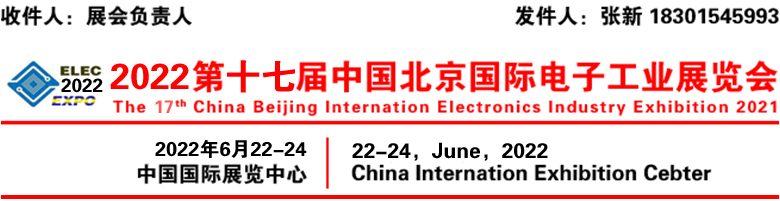 收件人：展会负责人
发件人：张新 18301545993
ELEC
2022
EXPO
2022第十七届中国北京国际电子工业展览会
The 17th China Beijing Internation Electronics Industry Exhibition 2021
2022年6月22-24
中国国际展览中心
22-24, June, 2022
China Internation Exhibition Cebter